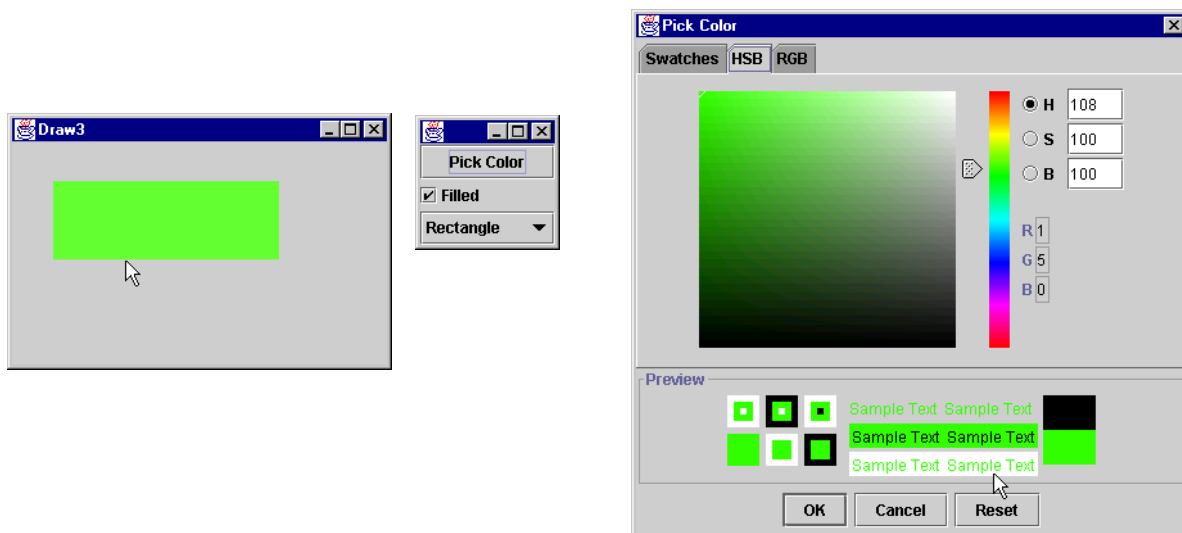 Draw3
Pick Color
Filled
Rectangle
Pick Color
Swatches HSB RGB
H 108
S 100
B 100
R 1
G 5
B 0
Preview
Sample Text Sample Text
Sample Text Sample Text
Sample Text Sample Text
OK Cancel Reset